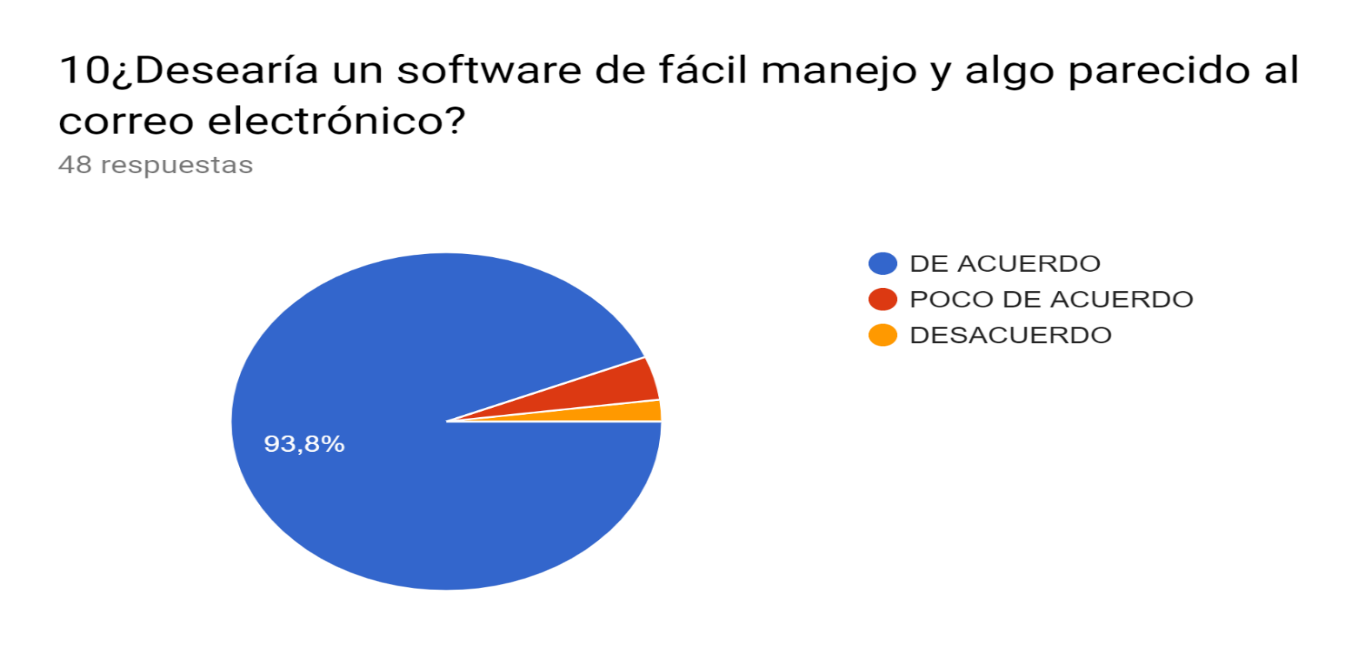 10¿Desearía un software de fácil manejo y algo parecido al
correo electrónico?
48 respuestas
DE ACUERDO
POCO DE ACUERDO
DESACUERDO
93,8%